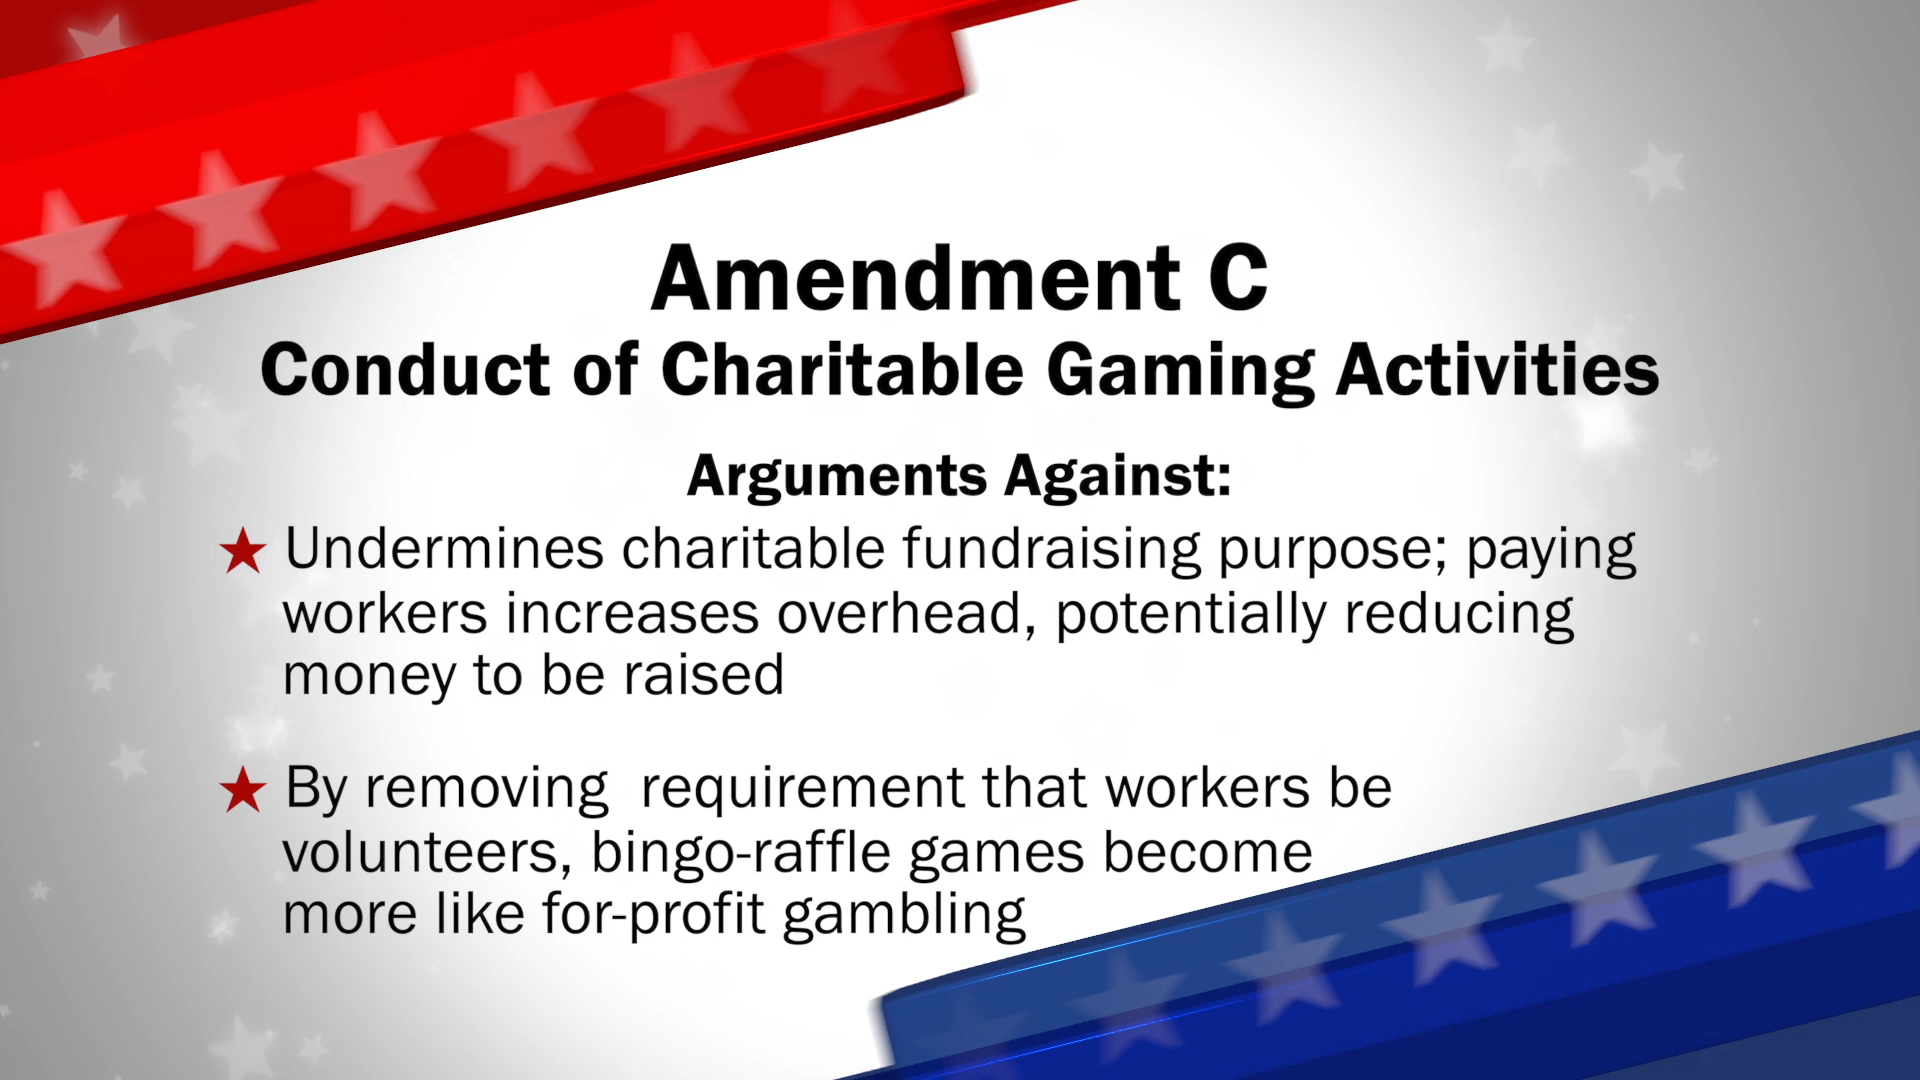 Amendment C
Conduct of Charitable Gaming Activities
Arguments Against:
Undermines charitable fundraising purpose; paying
workers increases overhead, potentially reducing
money to be raised
By removing  requirement that workers be
volunteers, bingo-raffle games become
more like for-profit gambling